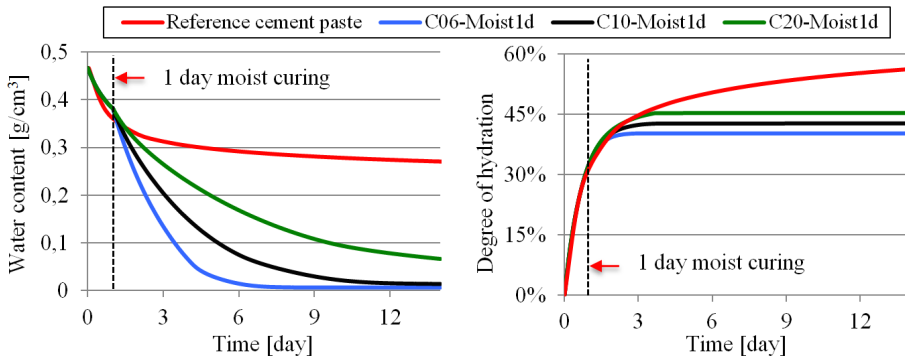 Reference cement paste C06-Moist1d C10-Moist1d C20-Moist1d
Water content [g/cm³]
0,5
0,4
0,3
0,2
0,1
0
1 day moist curing
0 3 6 9 12
Time [day]
Degree of hydration
60%
45%
30%
15%
0%
1 day moist curing
0 3 6 9 12
Time [day]